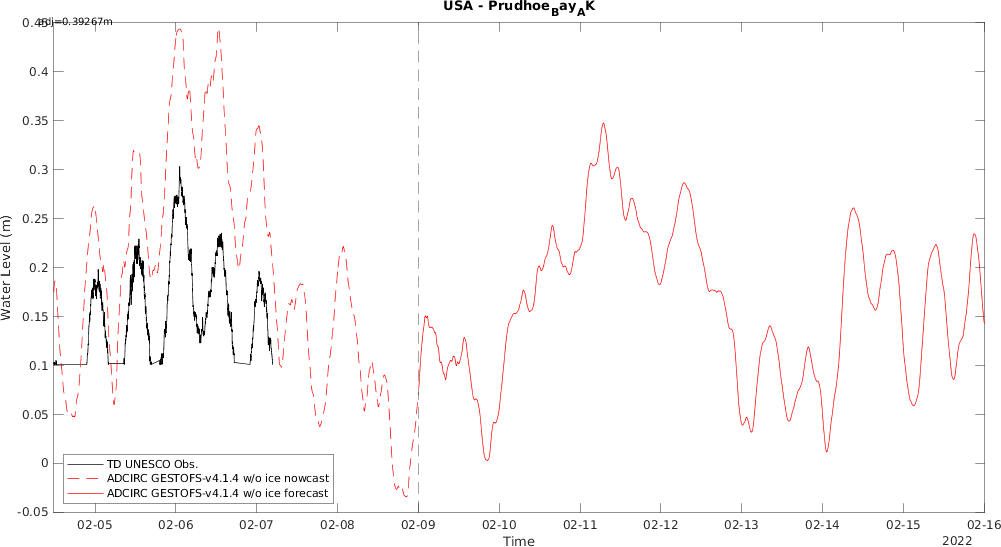 USA - Prudhoe_Bay_AK
adj=0.39267m
0.45
0.4
0.35
0.3
0.25
0.2
0.15
0.1
0.05
0
-0.05
Water Level (m)
TD UNESCO Obs.
ADCIRC GESTOFS-v4.1.4 w/o ice nowcast
ADCIRC GESTOFS-v4.1.4 w/o ice forecast
02-05 02-06 02-07 02-08 02-09 02-10 02-11 02-12 02-13 02-14 02-15 02-16
Time
2022